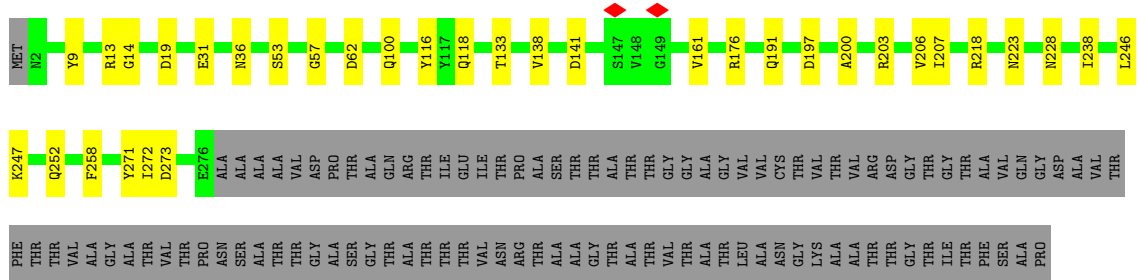 MET N2 Y9 R13 G14 D19 E31 N36 S53 G57 D62 Q100 Y116 Y117 Q118 T133 V138 D141 S147 V148 G149 V161 R176 Q191 D197 A200 R203 V206 I207 R218 N223 N228 I238 L246
K247 Q252 F258 Y271 I272 D273 E276 ALA ALA ALA ALA VAL ASP PRO THR ALA GLN ARG THR ILE GLU ILE THR PRO ALA SER THR THR ALA THR THR GLY GLY ALA GLY VAL VAL CYS THR VAL THR VAL ARG ASP GLY THR GLY THR ALA VAL GLN GLY ASP ALA VAL THR
PHE THR THR VAL ALA GLY ALA THR VAL THR PRO ASN SER ALA THR THR GLY ALA SER GLY THR ALA THR THR THR VAL ASN ARG THR ALA ALA GLY THR ALA THR VAL THR ALA THR LEU ALA ASN GLY LYS ALA ALA THR THR GLY THR ILE THR PHE SER ALA PRO